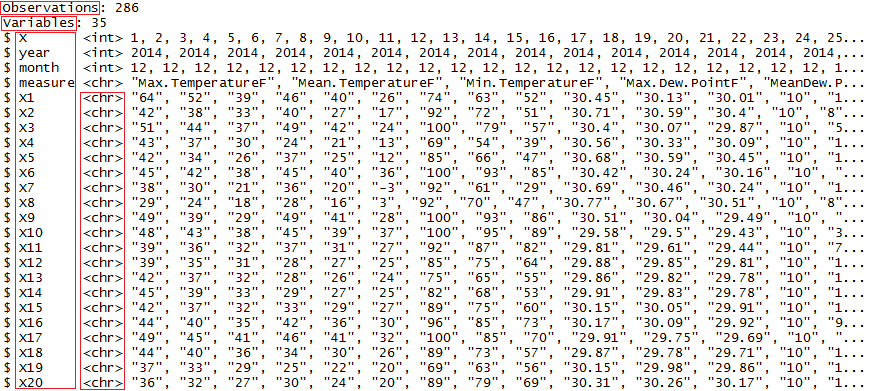 Observations: 286
Variables: 35
$ X <int> 1, 2, 3, 4, 5, 6, 7, 8, 9, 10, 11, 12, 13, 14, 15, 16, 17, 18, 19, 20, 21, 22, 23, 24, 25...
$ year <int> 2014, 2014, 2014, 2014, 2014, 2014, 2014, 2014, 2014, 2014, 2014, 2014, 2014, 2014, 2014,...
$ month <int> 12, 12, 12, 12, 12, 12, 12, 12, 12, 12, 12, 12, 12, 12, 12, 12, 12, 12, 12, 12, 12, 12, 1...
$ measure <chr> "Max.TemperatureF", "Mean.TemperatureF", "Min.TemperatureF", "Max.Dew.PointF", "MeanDew.P...
$ X1 <chr> "64", "52", "39", "46", "40", "26", "74", "63", "52", "30.45", "30.13", "30.01", "10", "1...
$ X2 <chr> "42", "38", "33", "40", "27", "17", "92", "72", "51", "30.71", "30.59", "30.4", "10", "8"...
$ X3 <chr> "51", "44", "37", "49", "42", "24", "100", "79", "57", "30.4", "30.07", "29.87", "10", "5...
$ X4 <chr> "43", "37", "30", "24", "21", "13", "69", "54", "39", "30.56", "30.33", "30.09", "10", "1...
$ X5 <chr> "42", "34", "26", "37", "25", "12", "85", "66", "47", "30.68", "30.59", "30.45", "10", "1...
$ X6 <chr> "45", "42", "38", "45", "40", "36", "100", "93", "85", "30.42", "30.24", "30.16", "10", "...
$ X7 <chr> "38", "30", "21", "36", "20", "-3", "92", "61", "29", "30.69", "30.46", "30.24", "10", "1...
$ X8 <chr> "29", "24", "18", "28", "16", "3", "92", "70", "47", "30.77", "30.67", "30.51", "10", "8"...
$ X9 <chr> "49", "39", "29", "49", "41", "28", "100", "93", "86", "30.51", "30.04", "29.49", "10", "...
$ X10 <chr> "48", "43", "38", "45", "39", "37", "100", "95", "89", "29.58", "29.5", "29.43", "10", "3...
$ X11 <chr> "39", "36", "32", "37", "31", "27", "92", "87", "82", "29.81", "29.61", "29.44", "10", "7...
$ X12 <chr> "39", "35", "31", "28", "27", "25", "85", "75", "64", "29.88", "29.85", "29.81", "10", "1...
$ X13 <chr> "42", "37", "32", "28", "26", "24", "75", "65", "55", "29.86", "29.82", "29.78", "10", "1...
$ X14 <chr> "45", "39", "33", "29", "27", "25", "82", "68", "53", "29.91", "29.83", "29.78", "10", "1...
$ X15 <chr> "42", "37", "32", "33", "29", "27", "89", "75", "60", "30.15", "30.05", "29.91", "10", "1...
$ X16 <chr> "44", "40", "35", "42", "36", "30", "96", "85", "73", "30.17", "30.09", "29.92", "10", "9...
$ X17 <chr> "49", "45", "41", "46", "41", "32", "100", "85", "70", "29.91", "29.75", "29.69", "10", "...
$ X18 <chr> "44", "40", "36", "34", "30", "26", "89", "73", "57", "29.87", "29.78", "29.71", "10", "1...
$ X19 <chr> "37", "33", "29", "25", "22", "20", "69", "63", "56", "30.15", "29.98", "29.86", "10", "1...
$ X20 <chr> "36", "32", "27", "30", "24", "20", "89", "79", "69", "30.31", "30.26", "30.17", "10", "1...